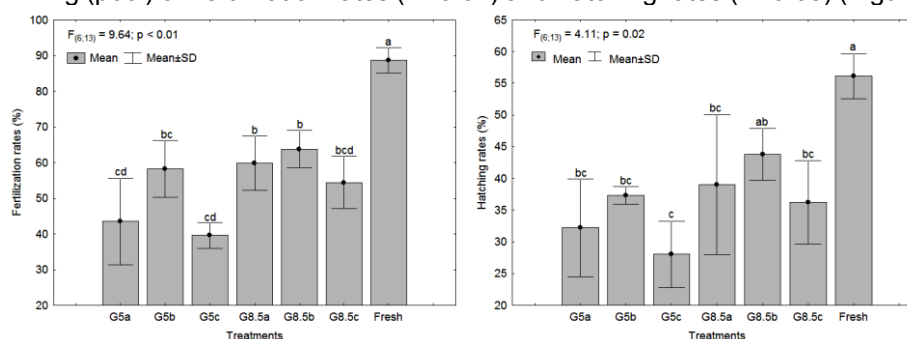 rates and rates
F(6;13) = 9.64; p < 0.01
Mean Mean±SD
Fertilization rates (%)
100
90
80
70
60
50
40
30
20
cd
bc
cd
b
b
bcd
a
G5a G5b G5c G8.5a G8.5b G8.5c Fresh
Treatments
F(6;13) = 4.11; p = 0.02
Mean Mean±SD
Hatching rates (%)
65
60
55
50
45
40
35
30
25
20
bc
bc
c
bc
ab
bc
a
G5a G5b G5c G8.5a G8.5b G8.5c Fresh
Treatments